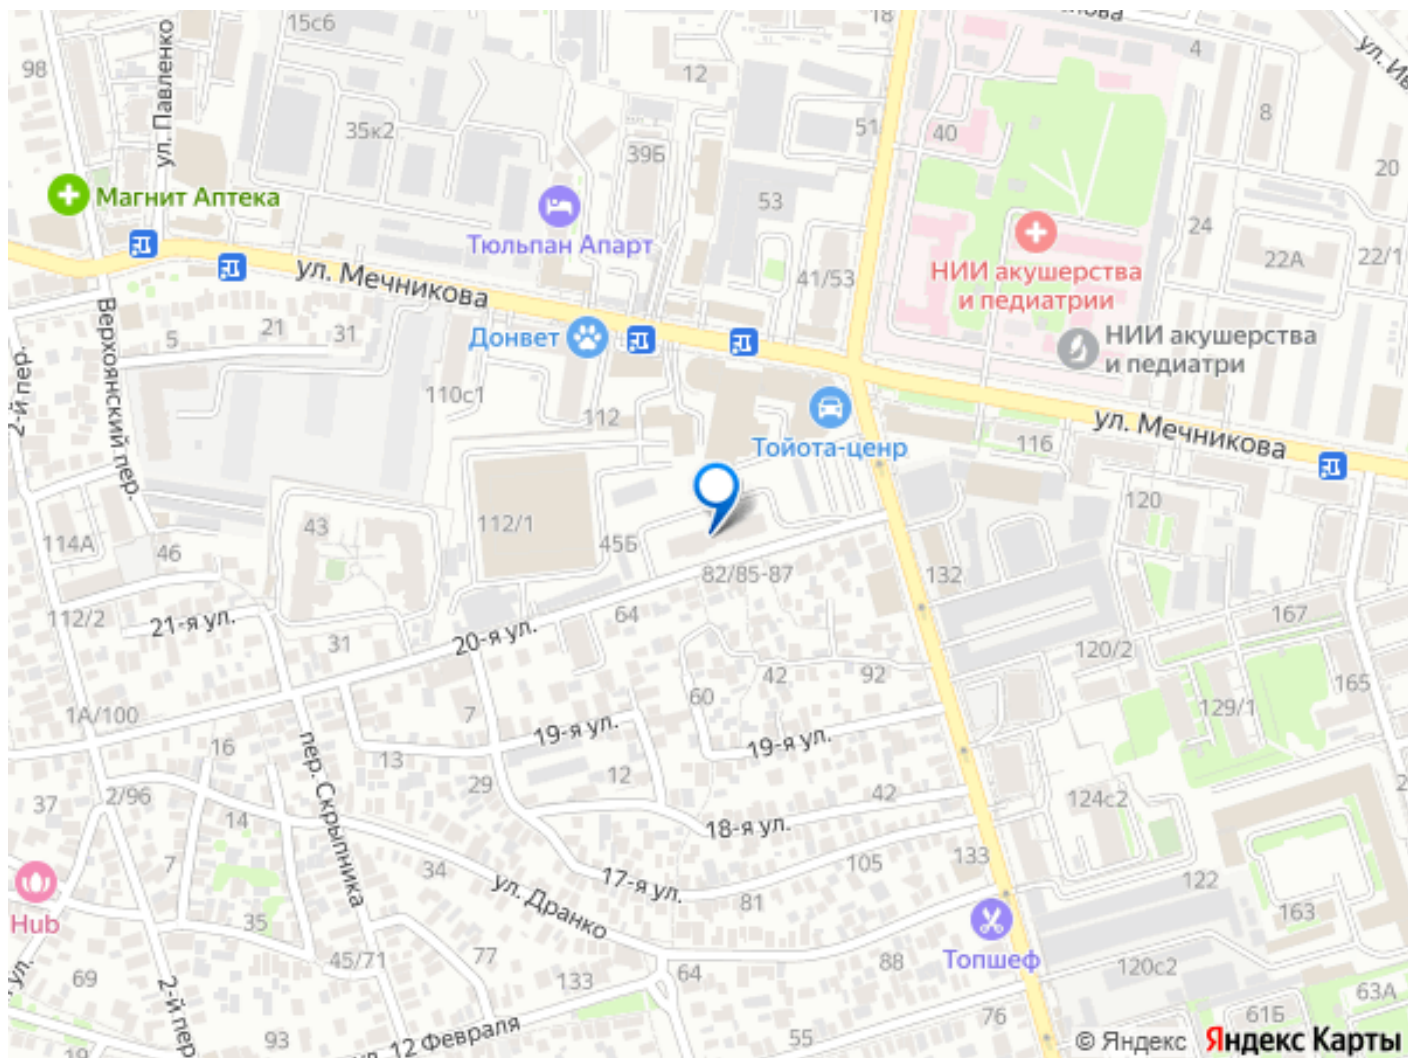 15с6
18
4
98
ул. Павленко
12
35к2
51
40
8
39Б
20
Магнит Аптека
53
24
Тюльпан Апарт
41/53
НИИ акушерства
и педиатрии
22А
22/1
ул. Мечникова
Верхоянский пер.
5
21
31
Донвет
НИИ акушерства
и педиатри
2-й пер.
110с1
112
Тойота-ценр
116
ул. Мечникова
120
43
112/1
45Б
114А
46
82/85-87
132
112/2
21-я ул.
64
20-я ул.
167
31
120/2
42
92
60
165
1А/100
7
129/1
16
пер. Скрыпника
19-я ул.
19-я ул.
13
12
29
37
2/96
14
42
124с2
18-я ул.
34
105
133
7
17-я ул.
122
ул. Дранко
81
163
Hub
35
Топшеф
45/71
77
88
120с2
69
133
64
2-й пер
63А
76
61Б
93
ул. 12 Февраля
55
19
© Яндекс
Яндекс Карты